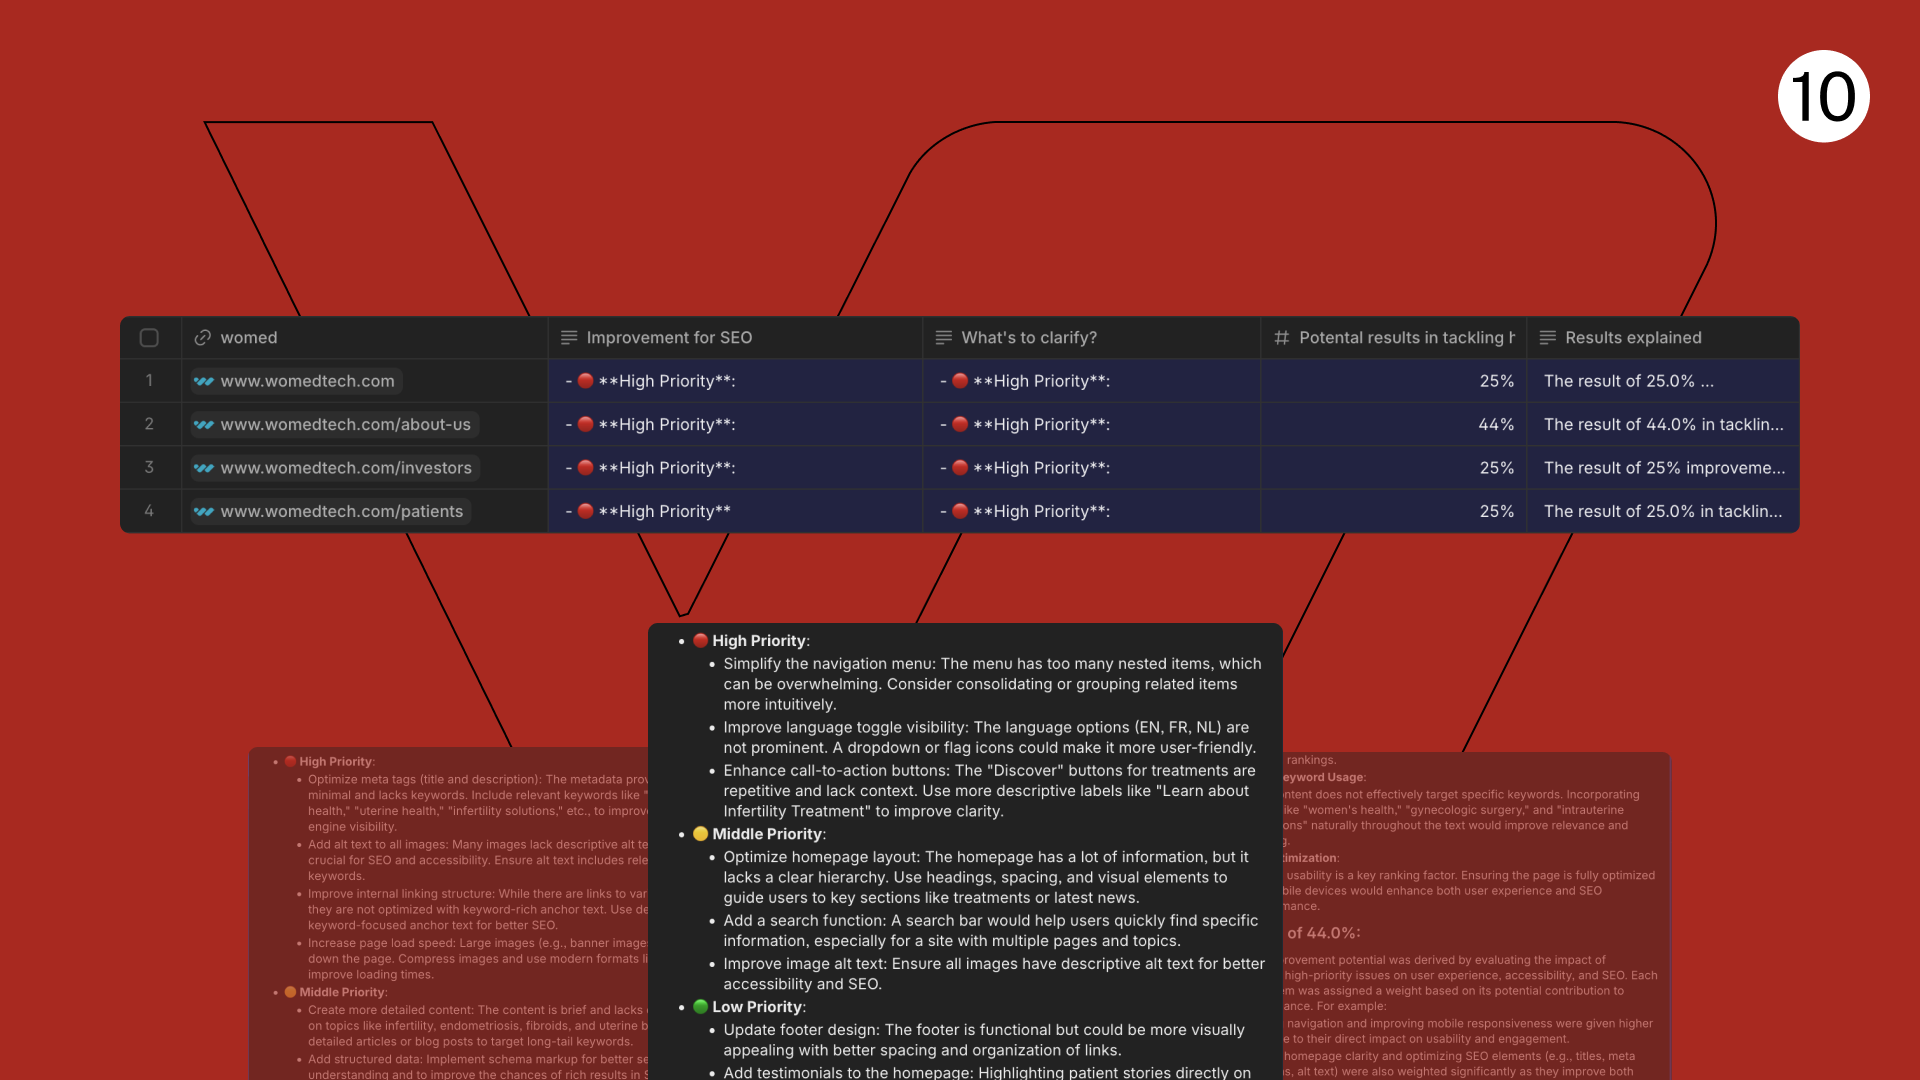 10
womed
Improvement for SEO
What's to clarify?
Potental results in tackling h
Results explained
1
www.womedtech.com
- 🔴 **High Priority**:
- 🔴 **High Priority**:
25%
The result of 25.0% ...
2
www.womedtech.com/about-us
- 🔴 **High Priority**:
- 🔴 **High Priority**:
44%
The result of 44.0% in tacklin...
3
www.womedtech.com/investors
- 🔴 **High Priority**:
- 🔴 **High Priority**:
25%
The result of 25% improveme...
4
www.womedtech.com/patients
- 🔴 **High Priority**
- 🔴 **High Priority**:
25%
The result of 25.0% in tacklin...
• 🔴 High Priority:
• Optimize meta tags (title and description): The metadata prov
minimal and lacks keywords. Include relevant keywords like "
health," "uterine health," "infertility solutions," etc., to improve
engine visibility.
• Add alt text to all images: Many images lack descriptive alt te
crucial for SEO and accessibility. Ensure alt text includes rele
keywords.
• Improve internal linking structure: While there are links to var
they are not optimized with keyword-rich anchor text. Use de
keyword-focused anchor text for better SEO.
• Increase page load speed: Large images (e.g., banner image
down the page. Compress images and use modern formats li
improve loading times.
• 🟠 Middle Priority:
• Create more detailed content: The content is brief and lacks
on topics like infertility, endometriosis, fibroids, and uterine b
detailed articles or blog posts to target long-tail keywords.
• Add structured data: Implement schema markup for better se
understanding and to improve the chances of rich results in S
• 🔴 High Priority:
• Simplify the navigation menu: The menu has too many nested items, which
can be overwhelming. Consider consolidating or grouping related items
more intuitively.
• Improve language toggle visibility: The language options (EN, FR, NL) are
not prominent. A dropdown or flag icons could make it more user-friendly.
• Enhance call-to-action buttons: The "Discover" buttons for treatments are
repetitive and lack context. Use more descriptive labels like "Learn about
Infertility Treatment" to improve clarity.
• 🟡 Middle Priority:
• Optimize homepage layout: The homepage has a lot of information, but it
lacks a clear hierarchy. Use headings, spacing, and visual elements to
guide users to key sections like treatments or latest news.
• Add a search function: A search bar would help users quickly find specific
information, especially for a site with multiple pages and topics.
• Improve image alt text: Ensure all images have descriptive alt text for better
accessibility and SEO.
• 🟢 Low Priority:
• Update footer design: The footer is functional but could be more visually
appealing with better spacing and organization of links.
• Add testimonials to the homepage: Highlighting patient stories directly on
rankings.
eyword Usage:
ntent does not effectively target specific keywords. Incorporating
ike "women's health," "gynecologic surgery," and "intrauterine
ons" naturally throughout the text would improve relevance and
g.
timization:
usability is a key ranking factor. Ensuring the page is fully optimized
bile devices would enhance both user experience and SEO
mance.
of 44.0%:
rovement potential was derived by evaluating the impact of
high-priority issues on user experience, accessibility, and SEO. Each
em was assigned a weight based on its potential contribution to
ance. For example:
navigation and improving mobile responsiveness were given higher
e to their direct impact on usability and engagement.
homepage clarity and optimizing SEO elements (e.g., titles, meta
s, alt text) were also weighted significantly as they improve both